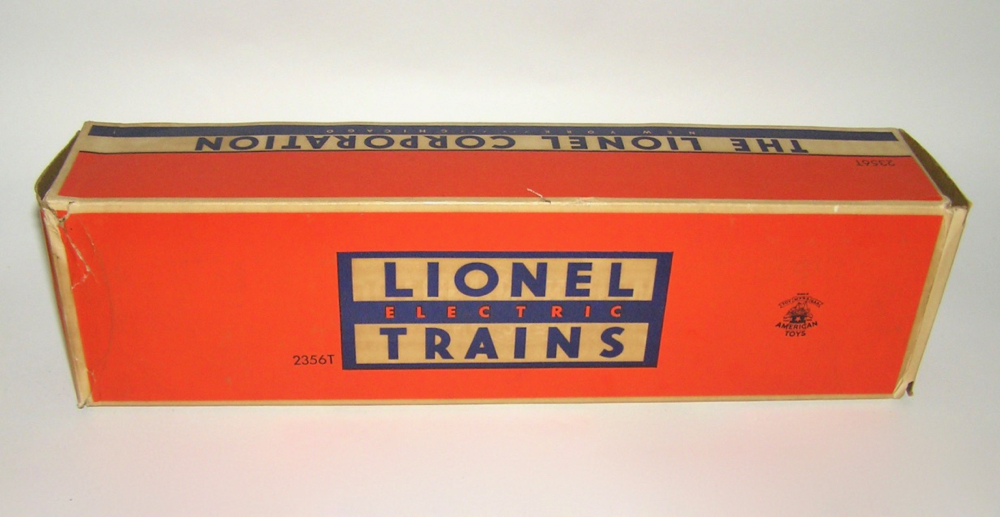 NEW YORK CHICAGO
THE LIONEL CORPORATION
2356T
LIONEL
ELECTRIC
TRAINS
2356T
AMERICAN
TOYS